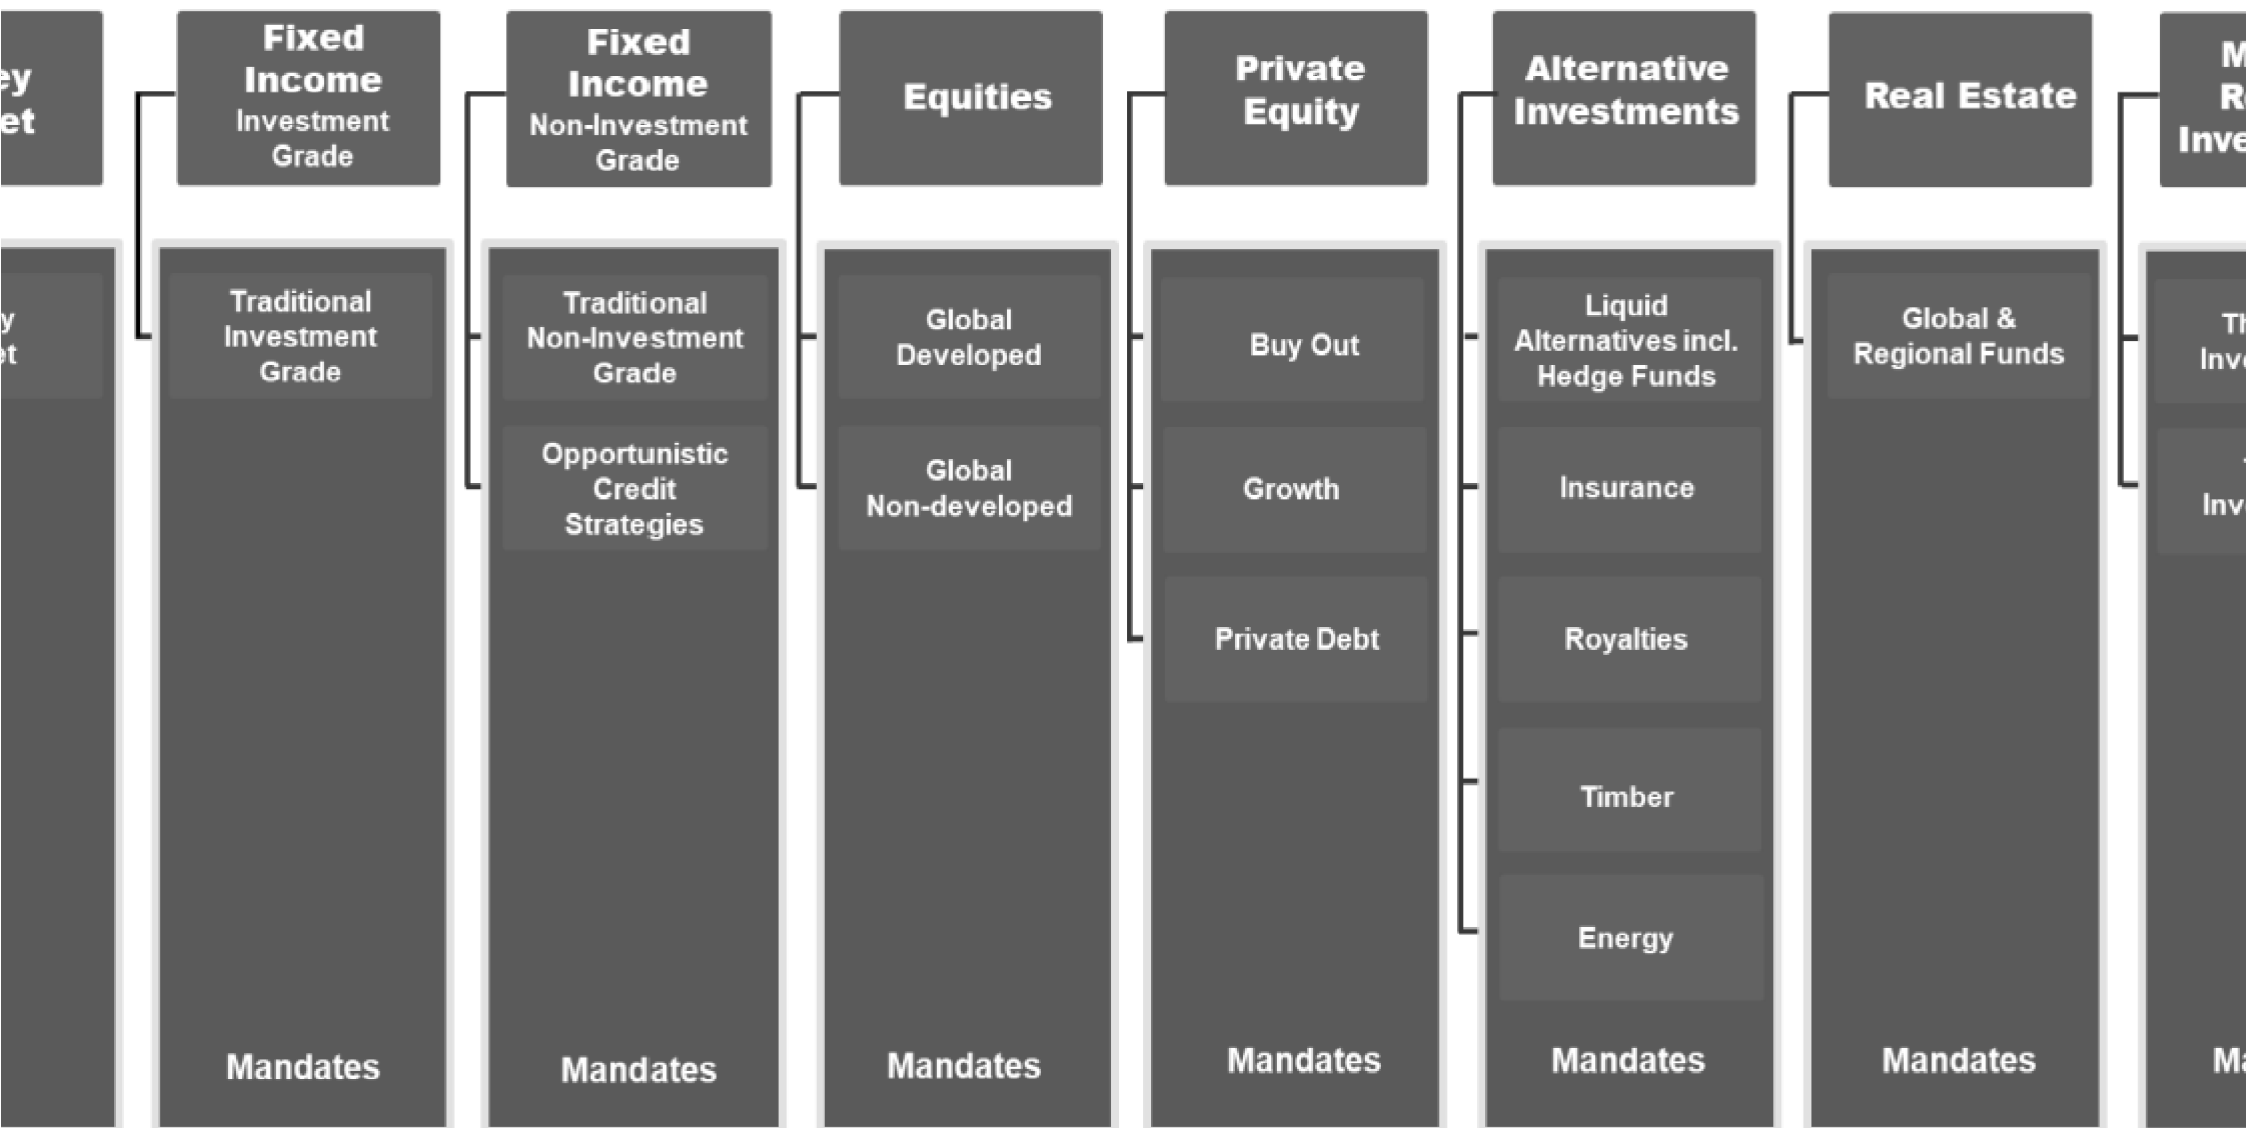 Fixed
Income
Investment
Grade
Fixed
Income
Non-Investment
Grade
Equities
Private
Equity
Alternative
Investments
Real Estate
Traditional
Investment
Grade
Mandates
Traditional
Non-Investment
Grade
Opportunistic
Credit
Strategies
Mandates
Global
Developed
Global
Non-developed
Mandates
Buy Out
Growth
Private Debt
Mandates
Liquid
Alternatives incl.
Hedge Funds
Insurance
Royalties
Timber
Energy
Mandates
Global &
Regional Funds
Mandates